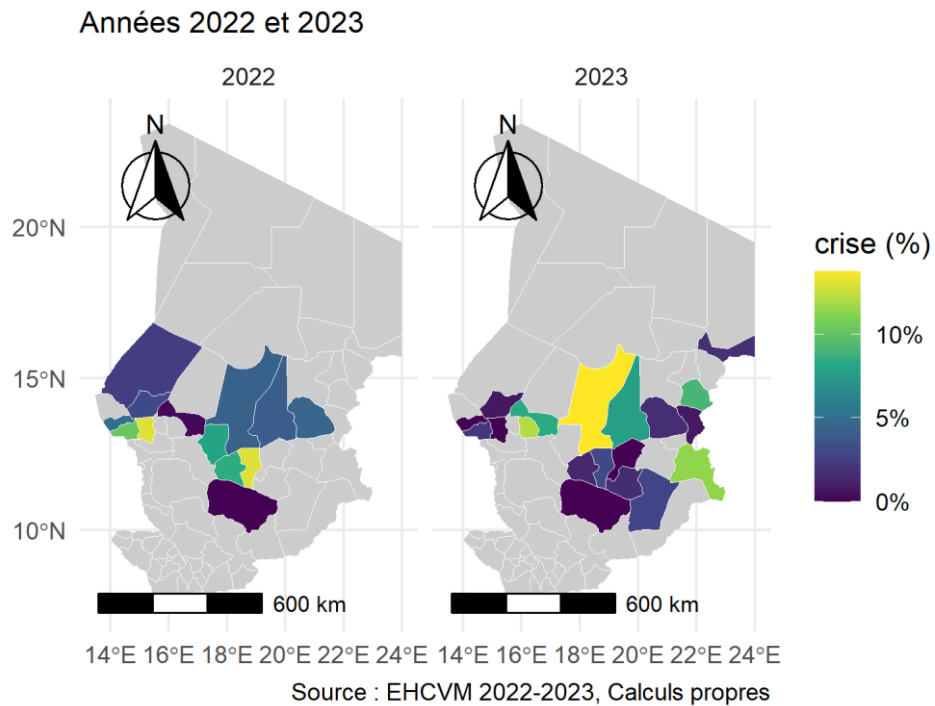 Années 2022 et 2023
2022
2023
N
N
20°N
15°N
10°N
crise (%)
10%
5%
0%
600 km
600 km
14°E 16°E 18°E 20°E 22°E 24°E
14°E 16°E 18°E 20°E 22°E 24°E
Source : EHCVM 2022-2023, Calculs propres